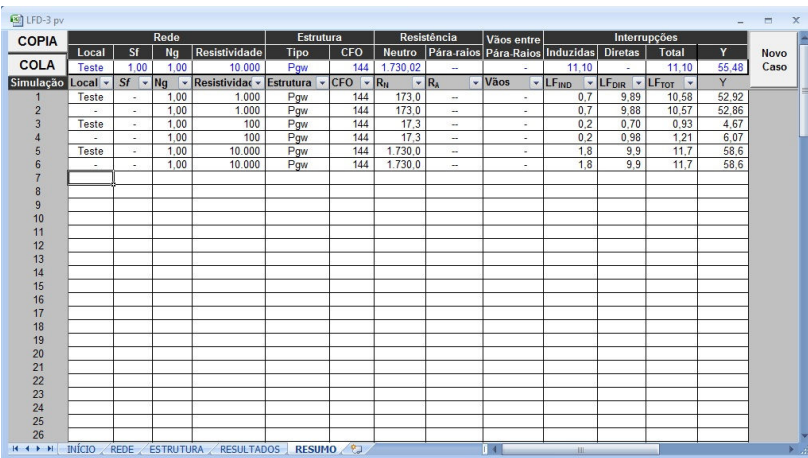 LFD-3 pv
COPIA Rede Estrutura Resistência Vãos entre Pára-Raios Interrupções Novo Caso
Local Sf Ng Resistividade Tipo CFO Neutro Pára-raios Induzidas Diretas Total Y
COLA Teste 1,00 1,00 10.000 Pgw 144 1.730,02 -- - 11,10 - 11,10 55,48
Simulação Local Sf Ng Resistividac Estrutura CFO RN RA Vãos LFIND LFDIR LFTOT Y
1 Teste - 1,00 1.000 Pgw 144 173,0 -- - 0,7 9,89 10,58 52,92
2 - - 1,00 1.000 Pgw 144 173,0 -- - 0,7 9,88 10,57 52,86
3 Teste - 1,00 100 Pgw 144 17,3 -- - 0,2 0,70 0,93 4,67
4 - - 1,00 100 Pgw 144 17,3 -- - 0,2 0,98 1,21 6,07
5 Teste - 1,00 10.000 Pgw 144 1.730,0 -- - 1,8 9,9 11,7 58,6
6 - - 1,00 10.000 Pgw 144 1.730,0 -- - 1,8 9,9 11,7 58,6
7
8
9
10
11
12
13
14
15
16
17
18
19
20
21
22
23
24
25
26
INÍCIO REDE ESTRUTURA RESULTADOS RESUMO